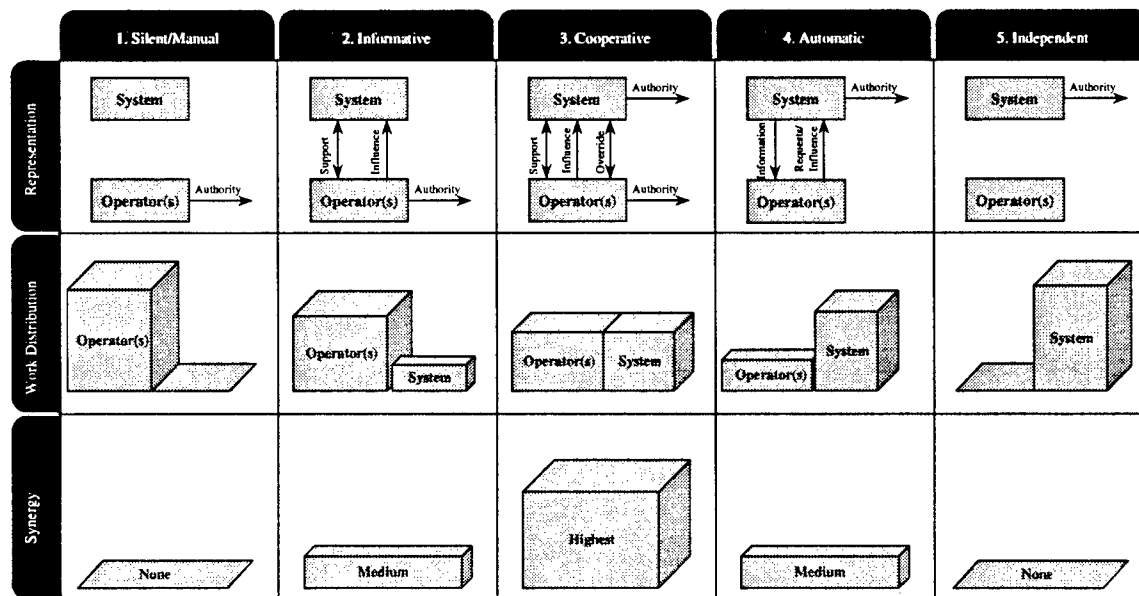 1. Silent/Manual
2. Informative
3. Cooperative
4. Automatic
5. Independent
Representation
System
Operator(s)
Authority
System
Support
Influence
Operator(s)
Authority
System
Authority
Support
Influence
Override
Operator(s)
Authority
System
Authority
Information
Requests/
Influence
Operator(s)
System
Authority
Operator(s)
Work Distribution
Operator(s)
Operator(s)
System
Operator(s)
System
Operator(s)
System
System
Synergy
None
Medium
Highest
Medium
None